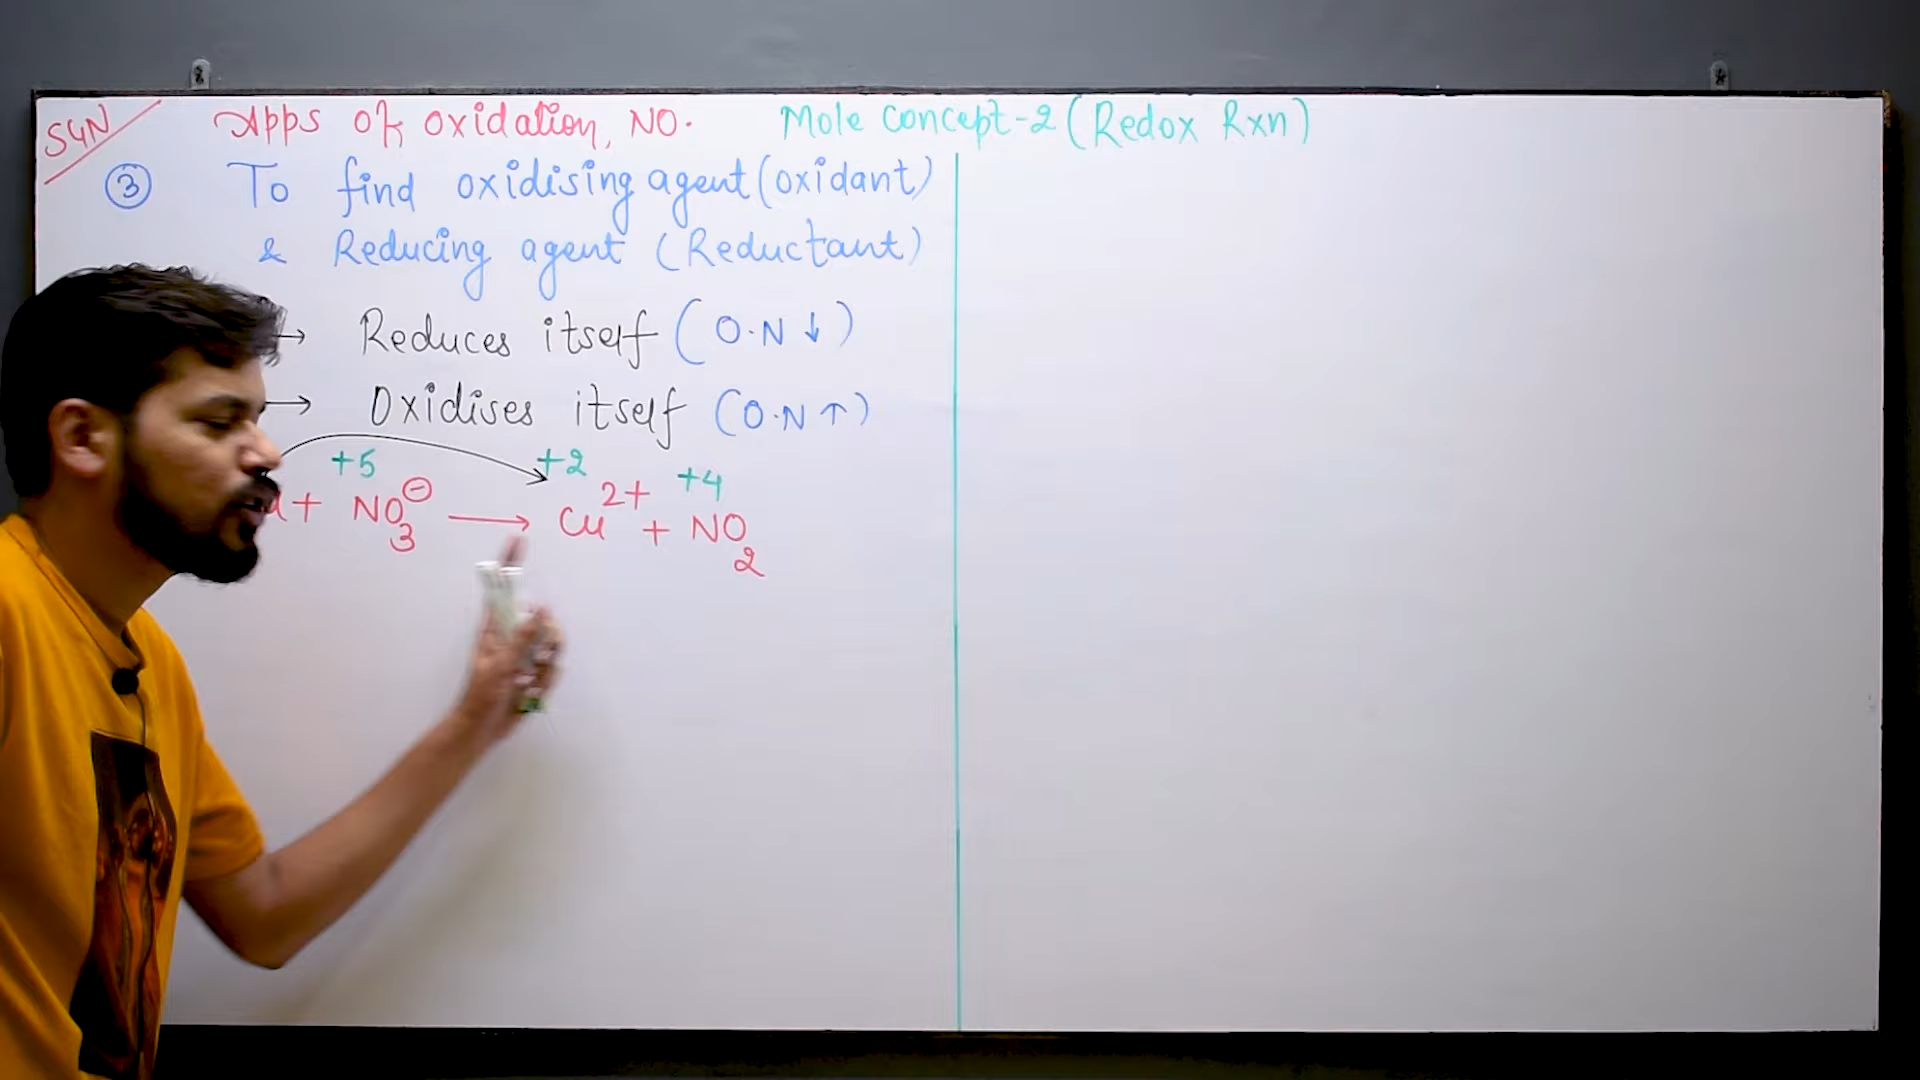 SGN Apps of oxidation, NO. Mole Concept-2 (Redox Rxn)
③ To find oxidising agent (oxidant)
& Reducing agent (Reductant)
→ Reduces itself (O.N ↓)
→ Oxidises itself (O.N ↑)
+5 +2 +4
+ NO₃⊖ → Cu²⁺ + NO₂